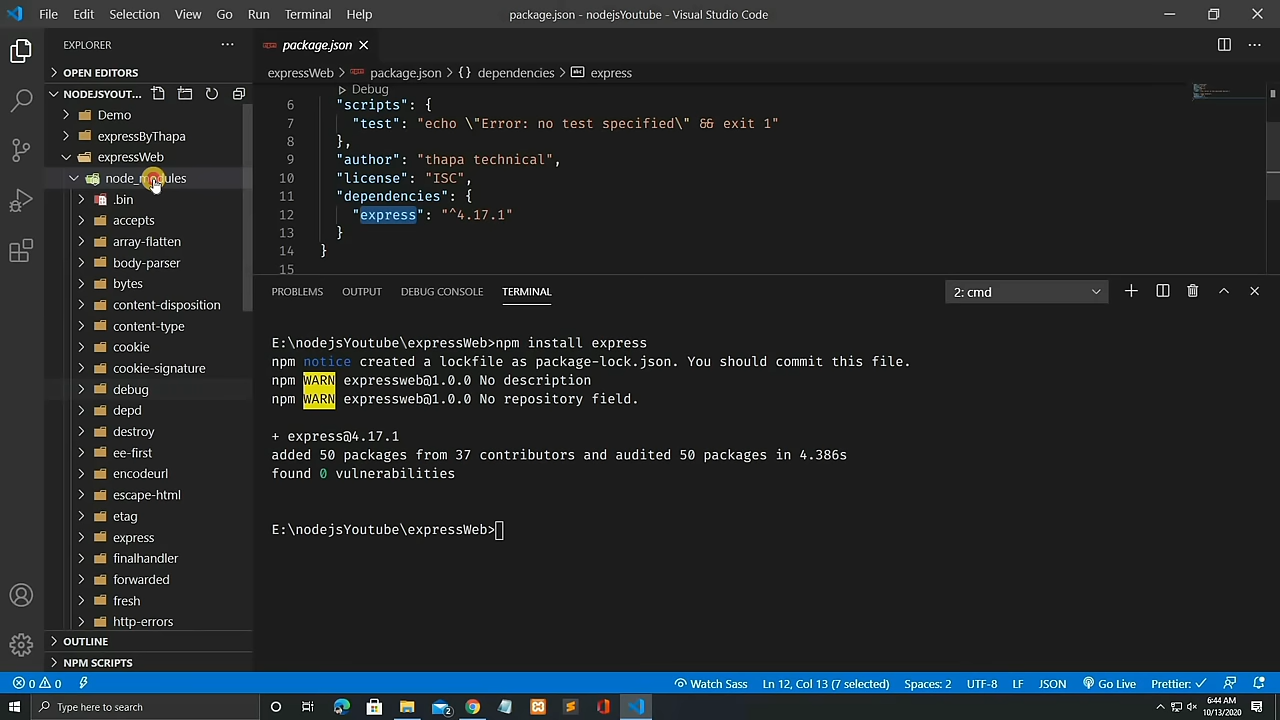 File Edit Selection View Go Run Terminal Help
package.json - nodejsYoutube - Visual Studio Code
EXPLORER
OPEN EDITORS
NODEJSYOUT...
Demo
expressByThapa
expressWeb
node_modules
.bin
accepts
array-flatten
body-parser
bytes
content-disposition
content-type
cookie
cookie-signature
debug
depd
destroy
ee-first
encodeurl
escape-html
etag
express
finalhandler
forwarded
fresh
http-errors
OUTLINE
NPM SCRIPTS
package.json
expressWeb > package.json > {} dependencies > abc express
Debug
6 "scripts": {
7 "test": "echo \"Error: no test specified\" && exit 1"
8 },
9 "author": "thapa technical",
10 "license": "ISC",
11 "dependencies": {
12 "express": "^4.17.1"
13 }
14 }
15
PROBLEMS OUTPUT DEBUG CONSOLE TERMINAL
2: cmd
E:\nodejsYoutube\expressWeb>npm install express
npm notice created a lockfile as package-lock.json. You should commit this file.
npm WARN expressweb@1.0.0 No description
npm WARN expressweb@1.0.0 No repository field.
+ express@4.17.1
added 50 packages from 37 contributors and audited 50 packages in 4.386s
found 0 vulnerabilities
E:\nodejsYoutube\expressWeb>
0 0
Watch Sass Ln 12, Col 13 (7 selected) Spaces: 2 UTF-8 LF JSON Go Live Prettier: ✓
Type here to search
2
6:44 AM
10/13/2020